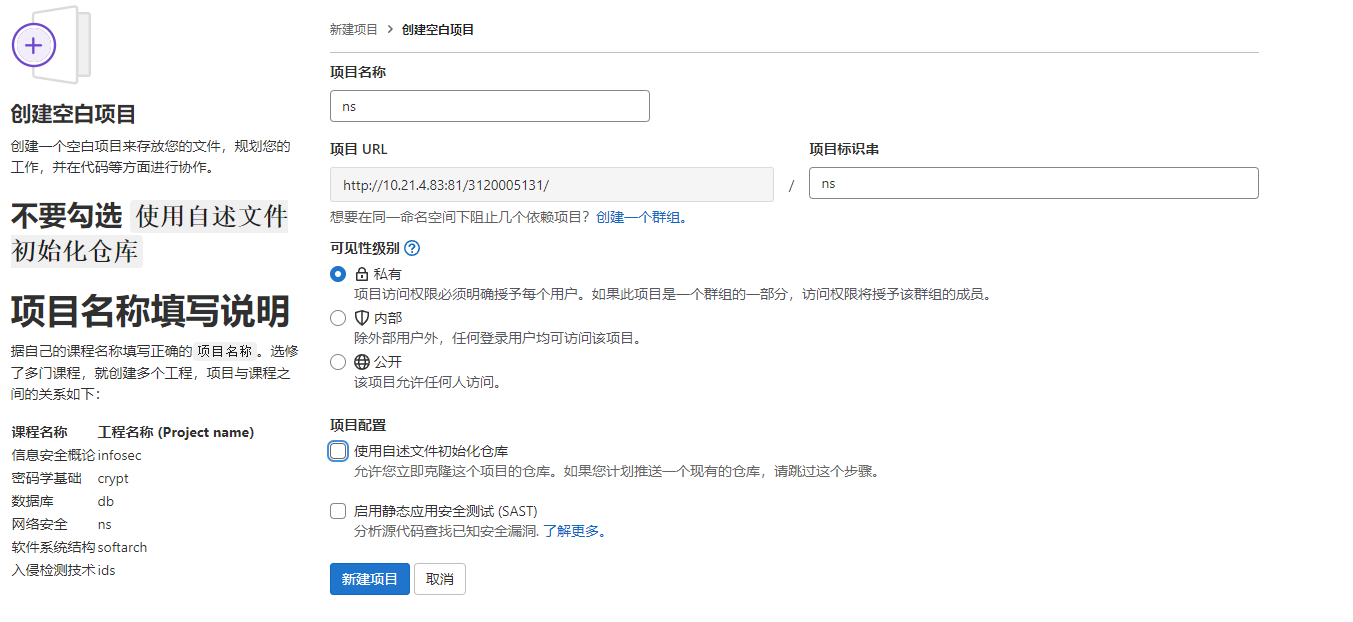 创建空白项目
创建一个空白项目来存放您的文件，规划您的
工作，并在代码等方面进行协作。
不要勾选 使用自述文件
初始化仓库
项目名称填写说明
据自己的课程名称填写正确的 项目名称 。选修
了多门课程，就创建多个工程，项目与课程之
间的关系如下：
课程名称 工程名称 (Project name)
信息安全概论 infosec
密码学基础 crypt
数据库 db
网络安全 ns
软件系统结构 softarch
入侵检测技术 ids
新建项目 > 创建空白项目
项目名称
ns
项目 URL 项目标识串
http://10.21.4.83:81/3120005131/ / ns
想要在同一命名空间下阻止几个依赖项目？ 创建一个群组。
可见性级别 ?
私有
项目访问权限必须明确授予每个用户。如果此项目是一个群组的一部分，访问权限将授予该群组的成员。
内部
除外部用户外，任何登录用户均可访问该项目。
公开
该项目允许任何人访问。
项目配置
使用自述文件初始化仓库
允许您立即克隆这个项目的仓库。如果您计划推送一个现有的仓库，请跳过这个步骤。
启用静态应用安全测试 (SAST)
分析源代码查找已知安全漏洞. 了解更多。
新建项目 取消